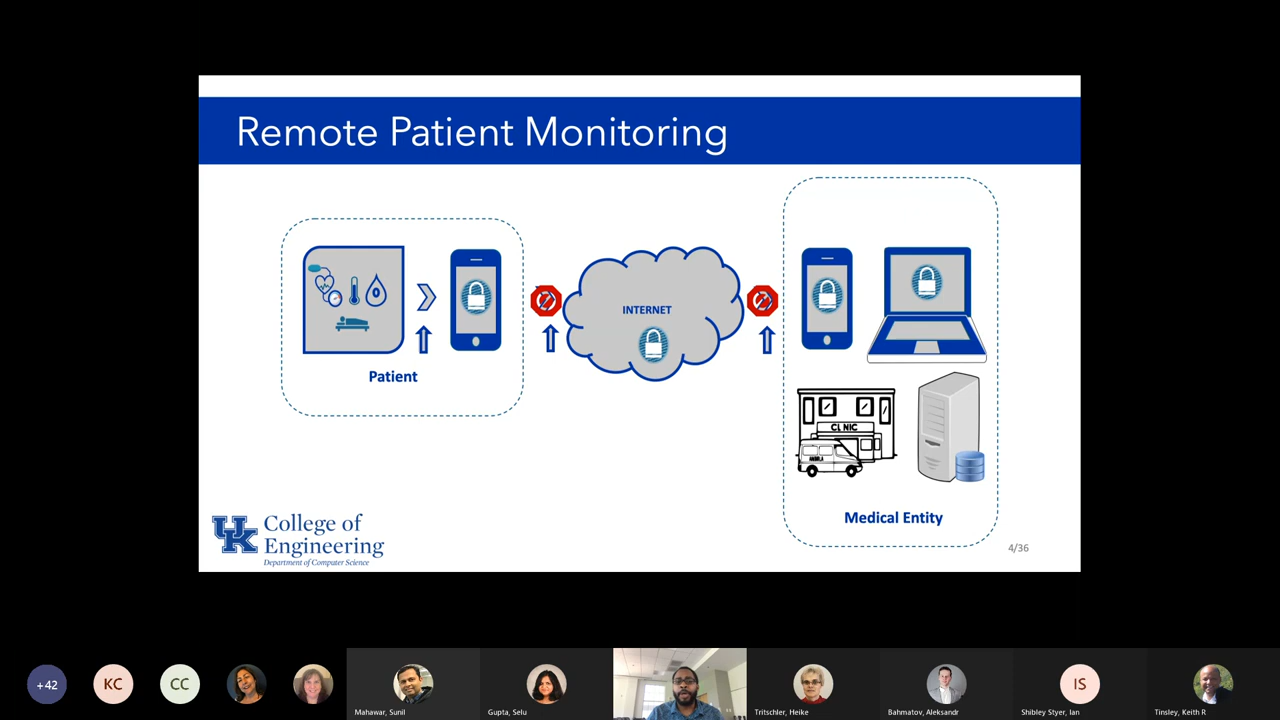 Remote Patient Monitoring
INTERNET
Patient
CLINIC
Medical Entity
UK
College of
Engineering
Department of Computer Science
4/36
+42
KC
CC
Mahawar, Sunil
Gupta, Selu
Tritschler, Heike
Bahmatov, Aleksandr
IS
Shibley Styer, Ian
Tinsley, Keith R